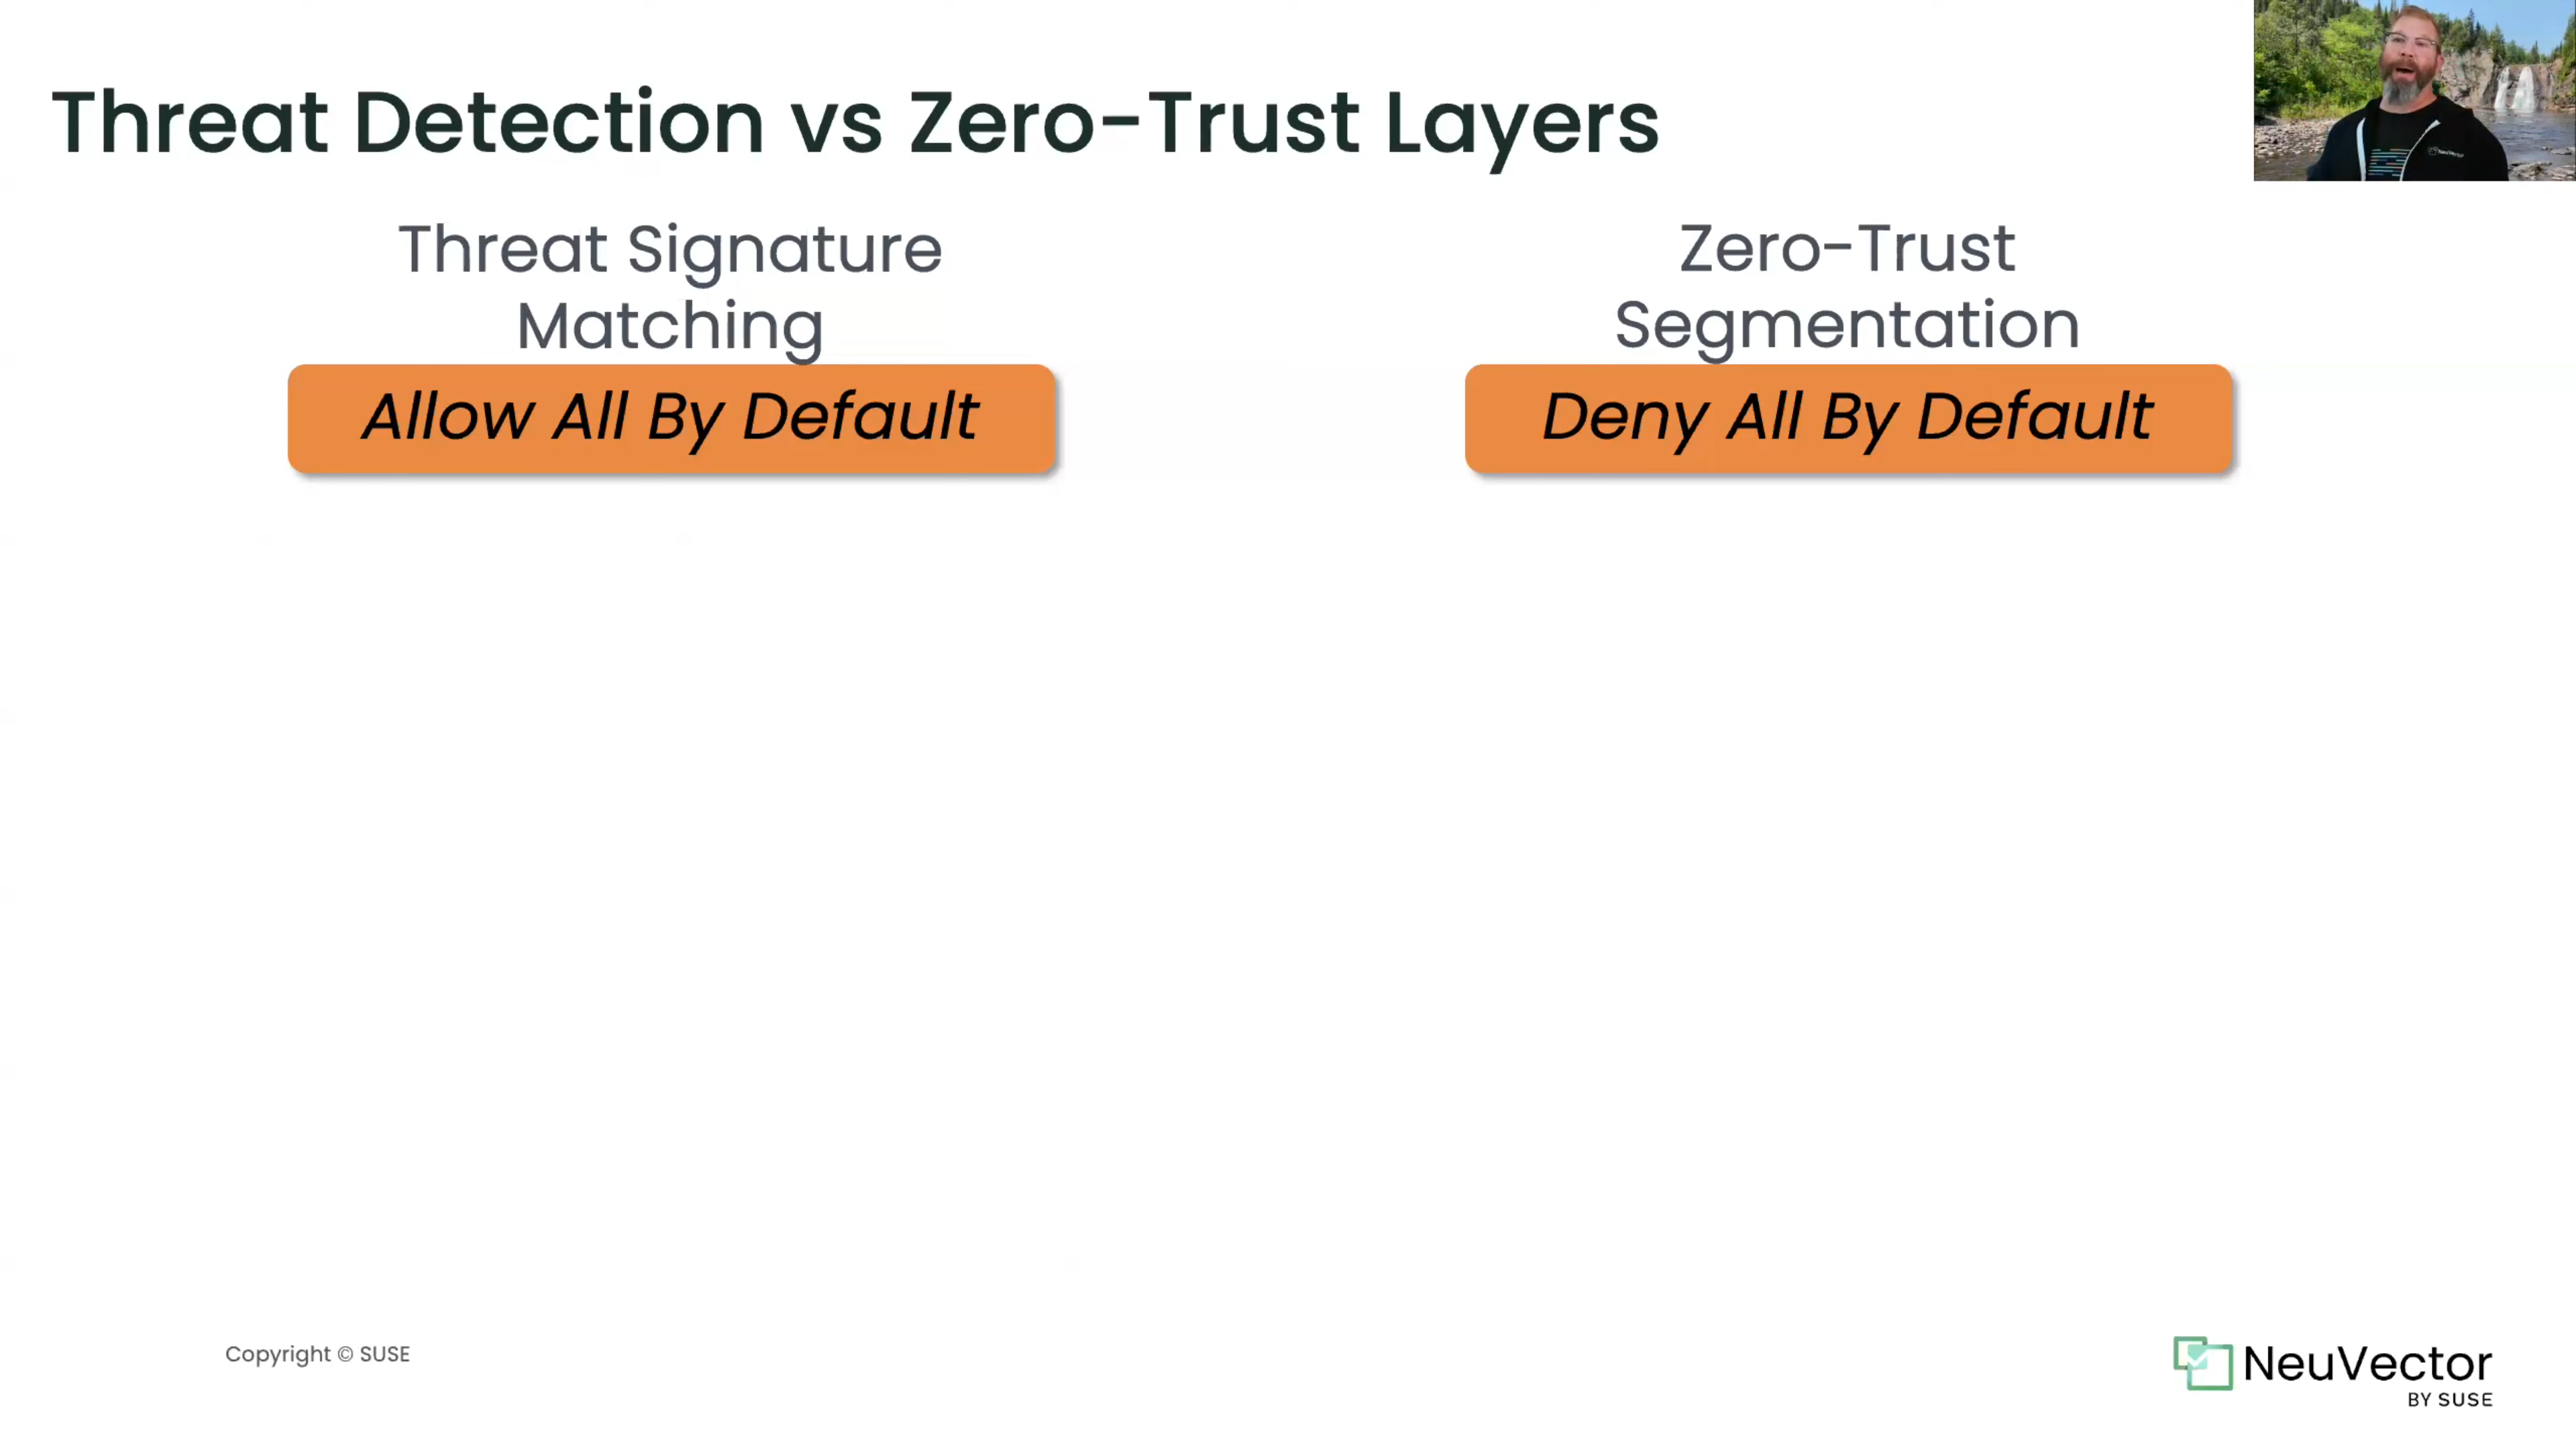 Threat Detection vs Zero-Trust Layers
Threat Signature
Matching
Allow All By Default
Zero-Trust
Segmentation
Deny All By Default
NeuVector
Copyright © SUSE
NeuVector
BY SUSE